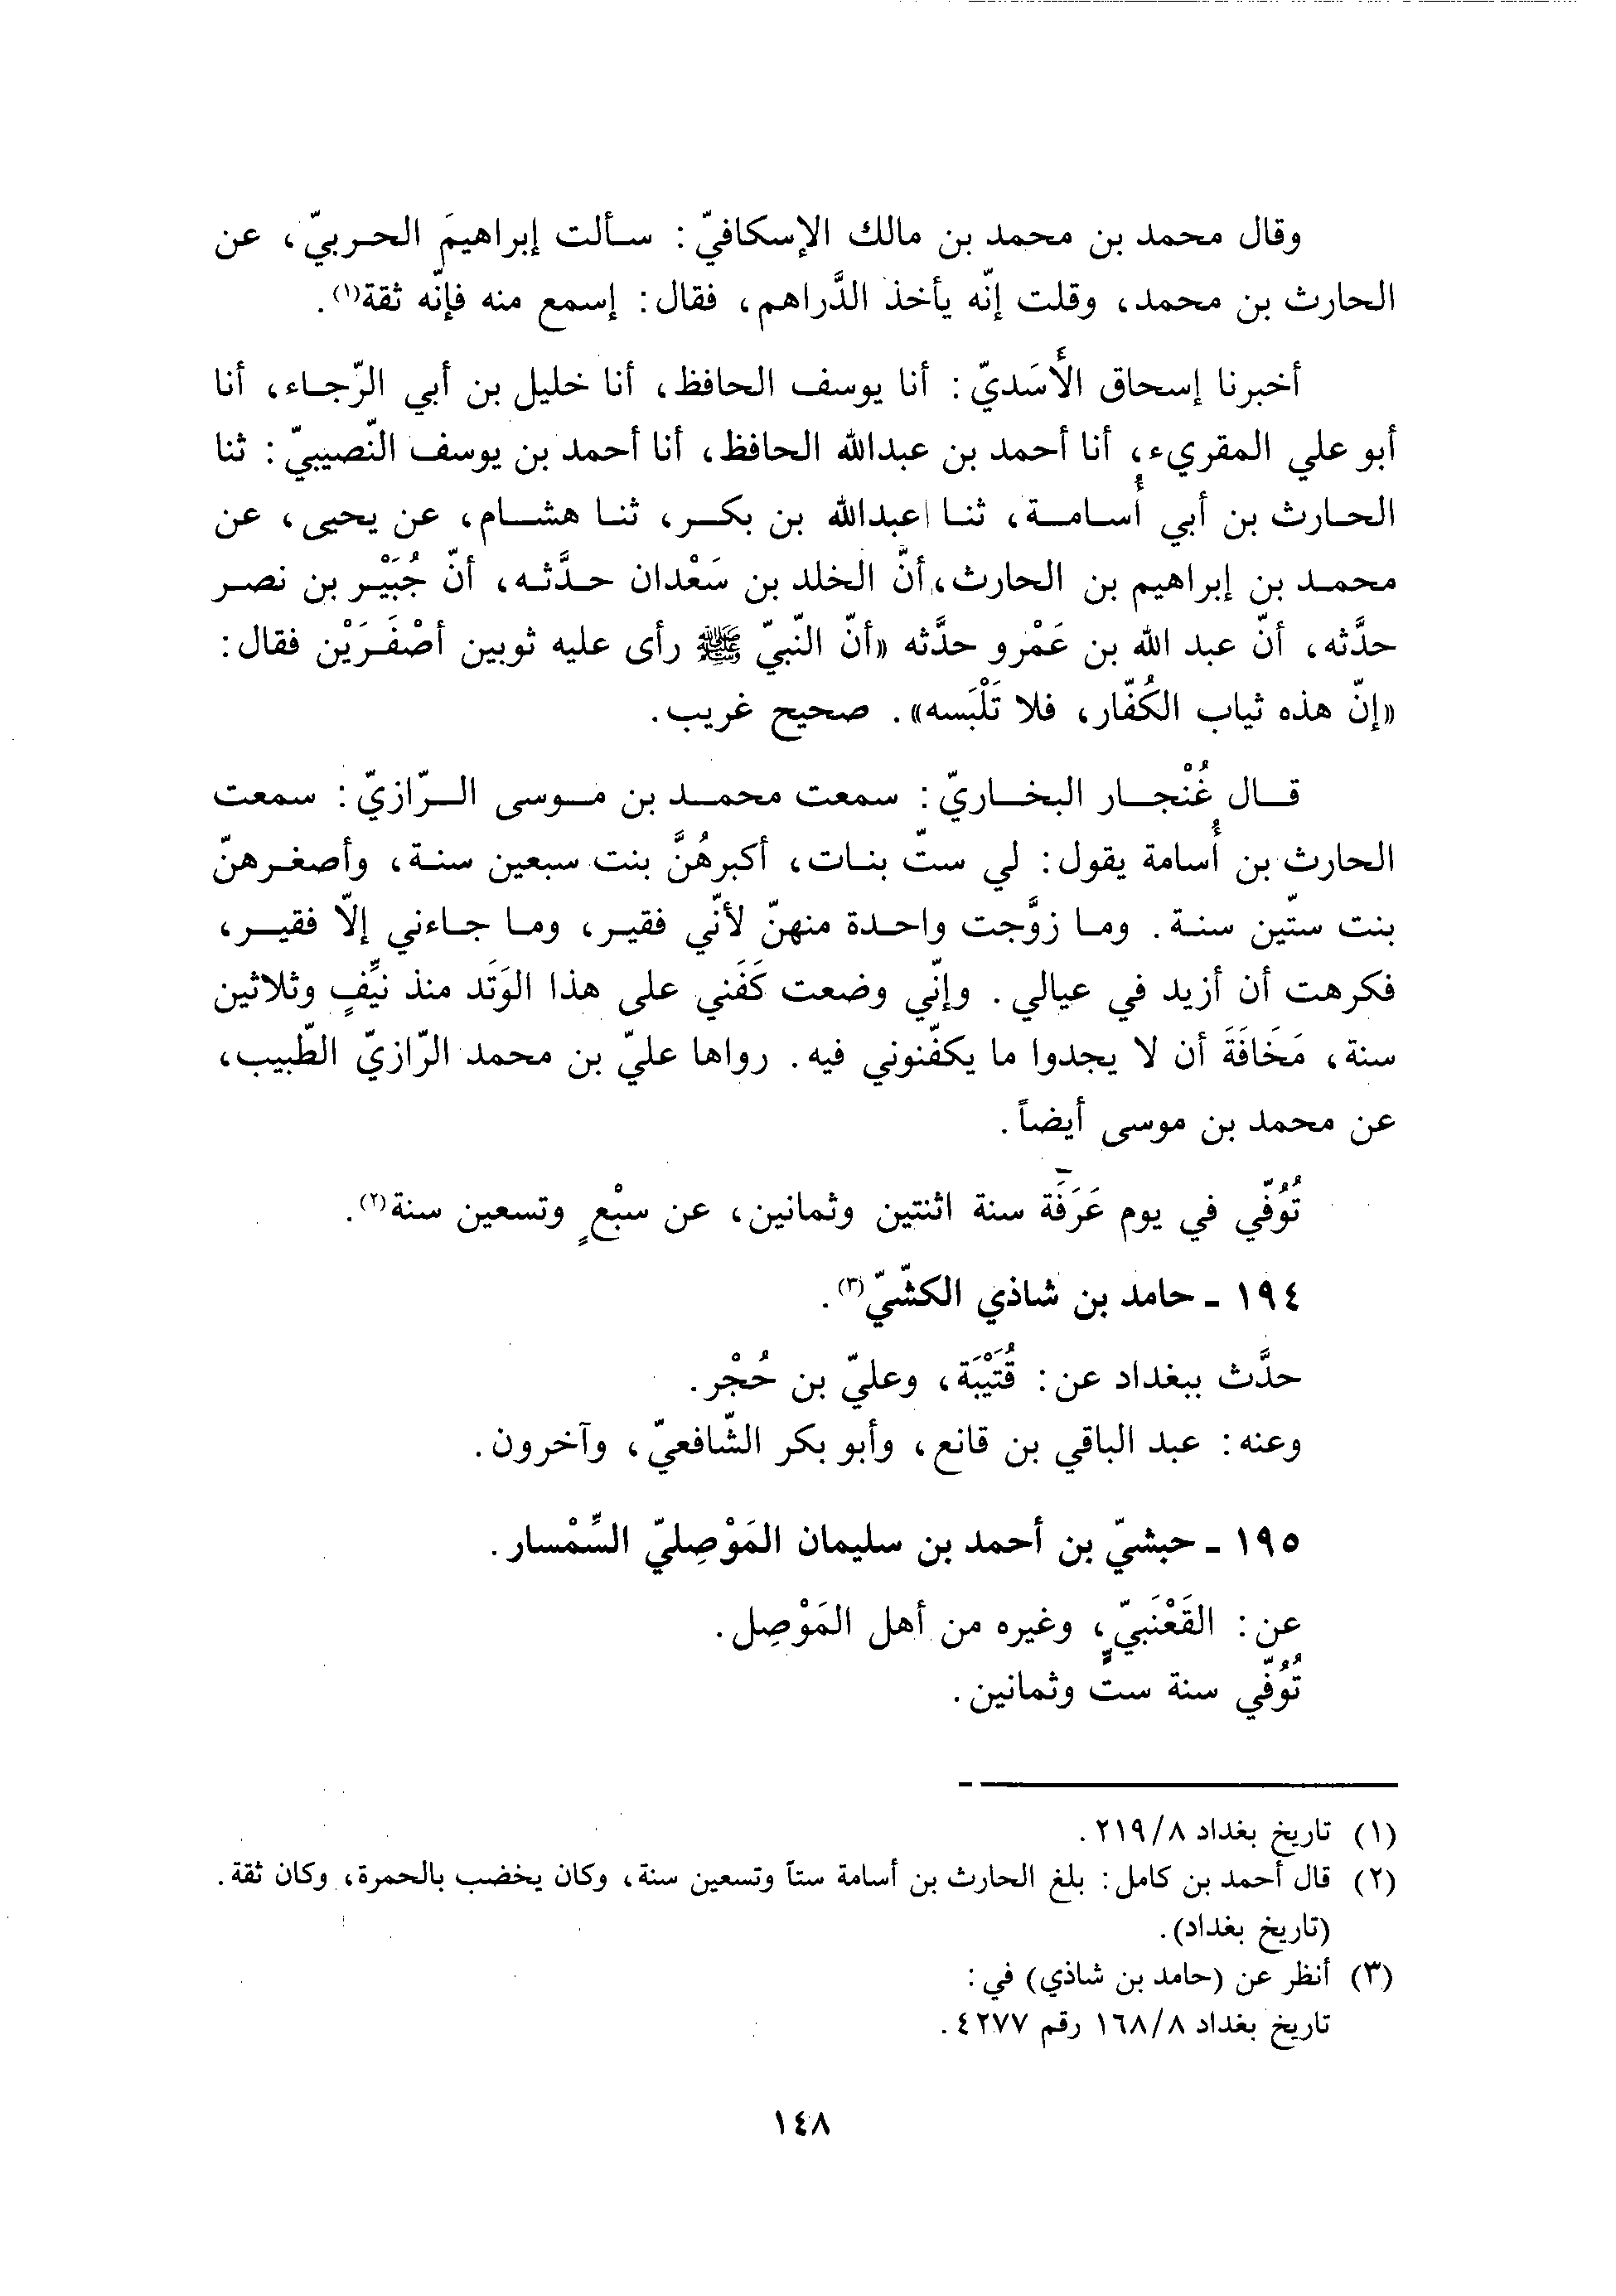 وقال محمد بن محمد بن مالك الإسكافيّ: سألت إبراهيمَ الحربيّ، عن
الحارث بن محمد، وقلت إنّه يأخذ الدَّراهم، فقال: إسمع منه فإنّه ثقة(١).
أخبرنا إسحاق الأَسَديّ: أنا يوسف الحافظ، أنا خليل بن أبي الرّجاء، أنا
أبو علي المقريء، أنا أحمد بن عبدالله الحافظ، أنا أحمد بن يوسف النّصيبيّ: ثنا
الحارث بن أبي أُسامة، ثنا عبدالله بن بكر، ثنا هشام، عن يحيى، عن
محمد بن إبراهيم بن الحارث، أنّ الخلد بن سَعْدان حدَّثه، أنّ جُبَيْر بن نصر
حدَّثه، أنّ عبد الله بن عَمْرو حدَّثه «أنّ النّبيّ ﷺ رأى عليه ثوبين أصْفَرَيْن فقال:
«إنّ هذه ثياب الكُفّار، فلا تَلْبَسه». صحيح غريب.
قال غُنْجار البخاريّ: سمعت محمد بن موسى الرّازيّ: سمعت
الحارث بن أُسامة يقول: لي ستّ بنات، أكبرهُنَّ بنت سبعين سنة، وأصغرهنّ
بنت ستّين سنة. وما زوَّجت واحدة منهنّ لأنّي فقير، وما جاءني إلّا فقير،
فكرهت أن أزيد في عيالي. وإنّي وضعت كَفَني على هذا الوَتَد منذ نيِّفٍ وثلاثين
سنة، مَخَافَةَ أن لا يجدوا ما يكفّنوني فيه. رواها عليّ بن محمد الرّازيّ الطّبيب،
عن محمد بن موسى أيضاً.
تُوُفّي في يوم عَرَفَة سنة اثنتين وثمانين، عن سبْعٍ وتسعين سنة(٢).
١٩٤ ـ حامد بن شاذي الكشّيّ(٣).
حدَّث ببغداد عن: قُتَيْبَة، وعليّ بن حُجْر.
وعنه: عبد الباقي بن قانع، وأبو بكر الشّافعيّ، وآخرون.
١٩٥ ـ حبشيّ بن أحمد بن سليمان المَوْصِليّ السِّمْسار.
عن: القَعْنَبيّ، وغيره من أهل المَوْصِل.
تُوُفّي سنة ستٍّ وثمانين.
(١) تاريخ بغداد ٢١٩/٨.
(٢) قال أحمد بن كامل: بلغ الحارث بن أسامة ستاً وتسعين سنة، وكان يخضب بالحمرة، وكان ثقة.
(تاريخ بغداد).
(٣) أنظر عن (حامد بن شاذي) في:
تاريخ بغداد ١٦٨/٨ رقم ٤٢٧٧.
١٤٨